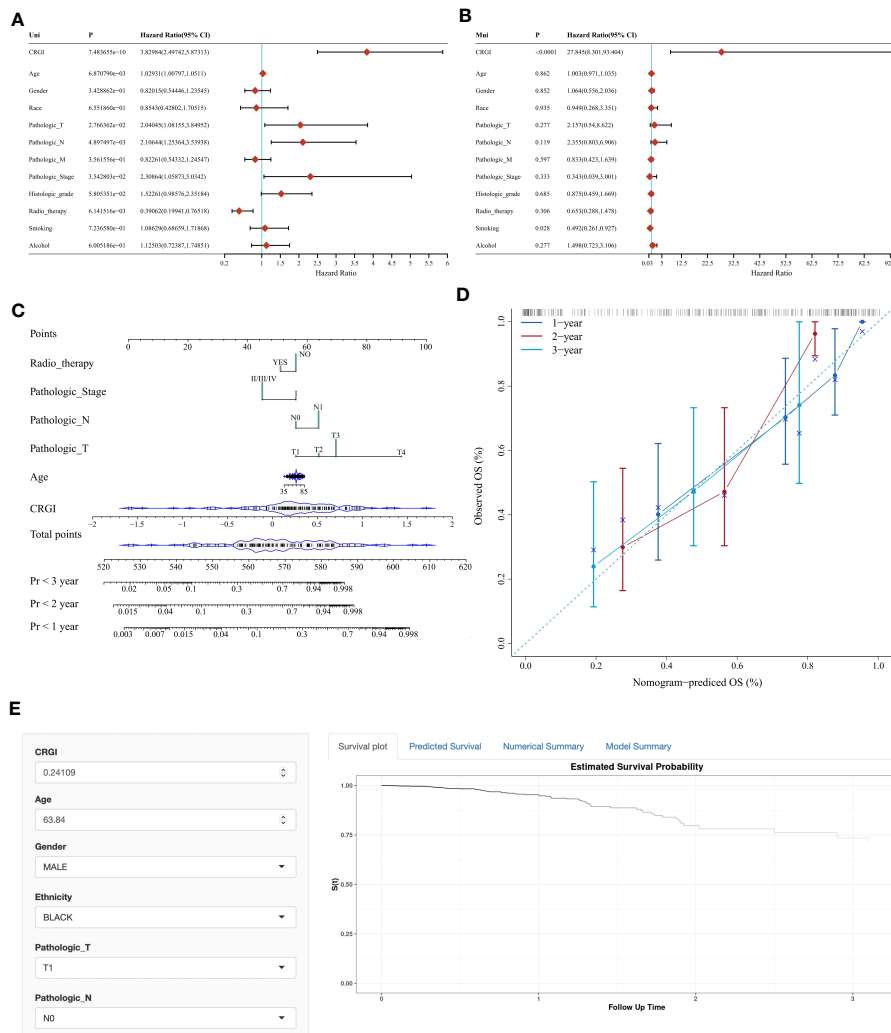 A
Uni P Hazard Ratio(95% CI)
CRGI 7.483655e−10 3.82984(2.49742,5.87313)
Age 6.870790e−03 1.02931(1.00797,1.0511)
Gender 3.428862e−01 0.82015(0.54446,1.23545)
Race 6.551860e−01 0.8543(0.42802,1.70515)
Pathologic_T 2.766362e−02 2.04045(1.08155,3.84952)
Pathologic_N 4.897497e−03 2.10644(1.25364,3.53938)
Pathologic_M 3.561556e−01 0.82261(0.54332,1.24547)
Pathologic_Stage 3.542803e−02 2.30864(1.05873,5.0342)
Histologic_grade 5.805351e−02 1.52261(0.98576,2.35184)
Radio_therapy 6.141516e−03 0.39062(0.19941,0.76518)
Smoking 7.236580e−01 1.08629(0.68659,1.71868)
Alcohol 6.005186e−01 1.12503(0.72387,1.74851)
0.2 1 1.5 2 2.5 3 3.5 4 4.5 5 5.5 6
Hazard Ratio
B
Mui P Hazard Ratio(95% CI)
CRGI <0.0001 27.845(8.301,93.404)
Age 0.862 1.003(0.971,1.035)
Gender 0.852 1.064(0.556,2.036)
Race 0.935 0.949(0.268,3.351)
Pathologic_T 0.277 2.157(0.54,8.622)
Pathologic_N 0.119 2.355(0.803,6.906)
Pathologic_M 0.597 0.833(0.423,1.639)
Pathologic_Stage 0.333 0.343(0.039,3.001)
Histologic_grade 0.685 0.875(0.459,1.669)
Radio_therapy 0.306 0.653(0.288,1.478)
Smoking 0.028 0.492(0.261,0.927)
Alcohol 0.277 1.498(0.723,3.106)
0.03 5 12.5 22.5 32.5 42.5 52.5 62.5 72.5 82.5
Hazard Ratio
C
Points
0 20 40 60 80 100
Radio_therapy
NO
YES
Pathologic_Stage
II/III/IV
Pathologic_N
N1
N0
Pathologic_T
T3
T1 T2 T4
Age
35 85
CRGI
−2 −1.5 −1 −0.5 0 0.5 1 1.5 2
Total points
520 530 540 550 560 570 580 590 600 610 620
Pr < 3 year
0.02 0.05 0.1 0.3 0.7 0.94 0.998
Pr < 2 year
0.015 0.04 0.1 0.3 0.7 0.94 0.998
Pr < 1 year
0.003 0.007 0.015 0.04 0.1 0.3 0.7 0.94 0.998
D
1−year
2−year
3−year
Observed OS (%)
1.0
0.8
0.6
0.4
0.2
0.0
0.0 0.2 0.4 0.6 0.8 1.0
Nomogram−prediced OS (%)
E
CRGI
0.24109
Age
63.84
Gender
MALE
Ethnicity
BLACK
Pathologic_T
T1
Pathologic_N
N0
Survival plot Predicted Survival Numerical Summary Model Summary
Estimated Survival Probability
S(t)
1.00
0.75
0.50
0.25
0.00
0 1 2 3
Follow Up Time